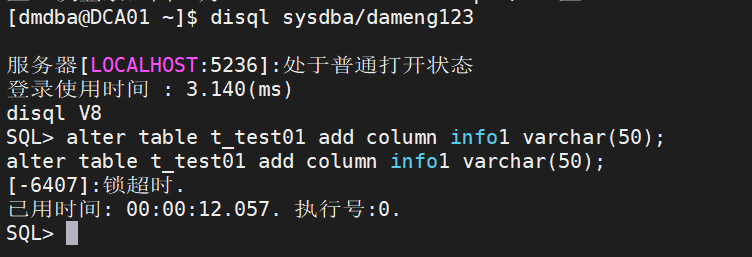 [dmdba@DCA01 ~]$ disql sysdba/dameng123
服务器[LOCALHOST:5236]:处于普通打开状态
登录使用时间 : 3.140(ms)
disql V8
SQL> alter table t_test01 add column info1 varchar(50);
alter table t_test01 add column info1 varchar(50);
[-6407]:锁超时.
已用时间: 00:00:12.057. 执行号:0.
SQL>